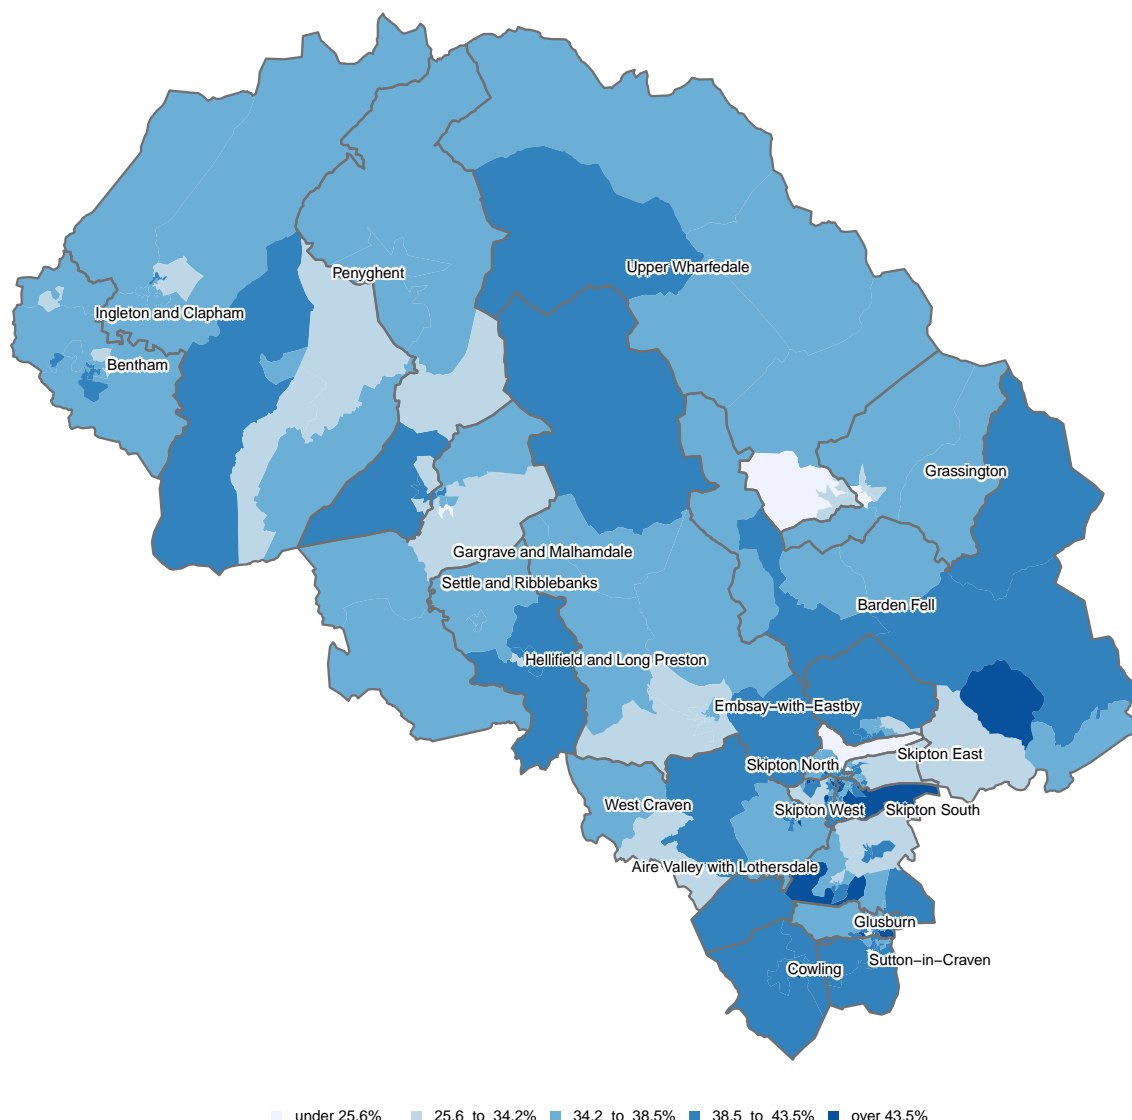 Penyghent
Upper Wharfedale
Ingleton and Clapham
Bentham
Grassington
Gargrave and Malhamdale
Settle and Ribblebanks
Barden Fell
Hellifield and Long Preston
Embsay−with−Eastby
Skipton North
Skipton East
West Craven
Skipton West
Skipton South
Aire Valley with Lothersdale
Glusburn
Sutton−in−Craven
Cowling
under 25.6% 25.6 to 34.2% 34.2 to 38.5% 38.5 to 43.5% over 43.5%